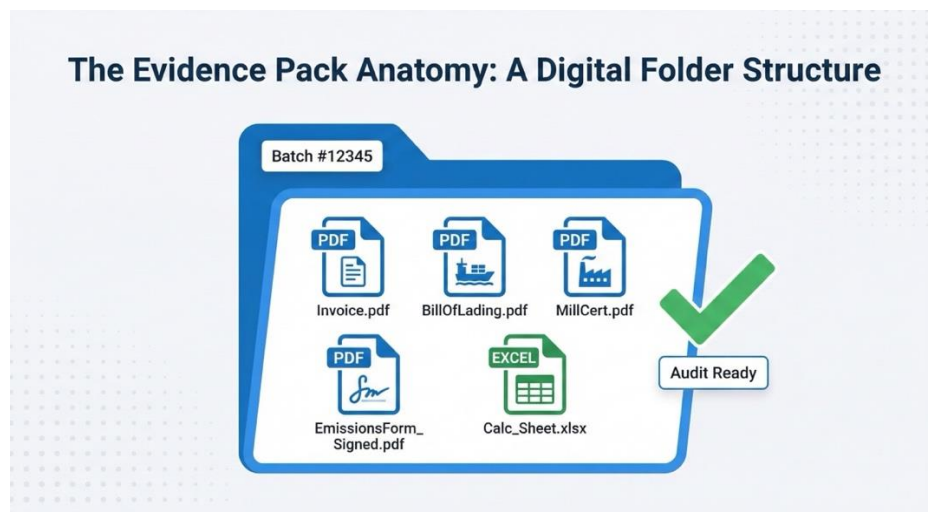 The Evidence Pack Anatomy: A Digital Folder Structure
Batch #12345
PDF
PDF
PDF
Invoice.pdf
BillOfLading.pdf
MillCert.pdf
PDF
EXCEL
EmissionsForm_
Signed.pdf
Calc_Sheet.xlsx
Audit Ready